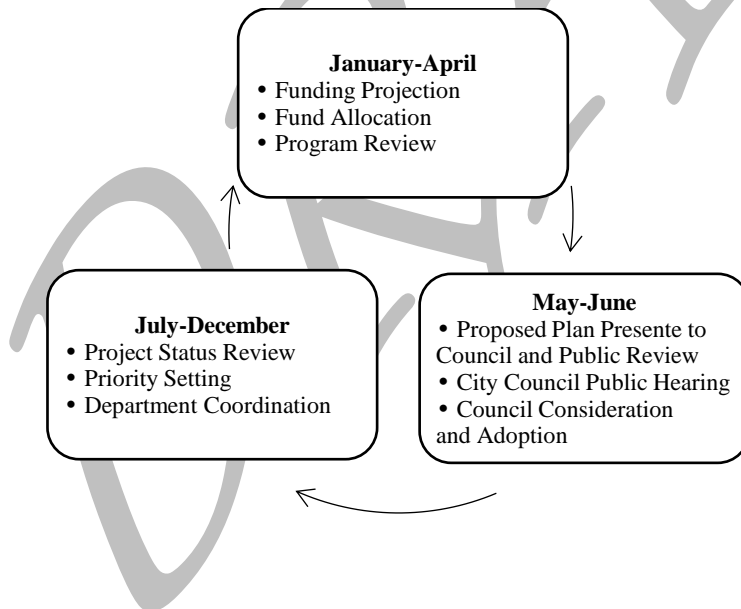 January-April
• Funding Projection
• Fund Allocation
• Program Review
July-December
• Project Status Review
• Priority Setting
• Department Coordination
May-June
• Proposed Plan Presente to
Council and Public Review
• City Council Public Hearing
• Council Consideration
and Adoption